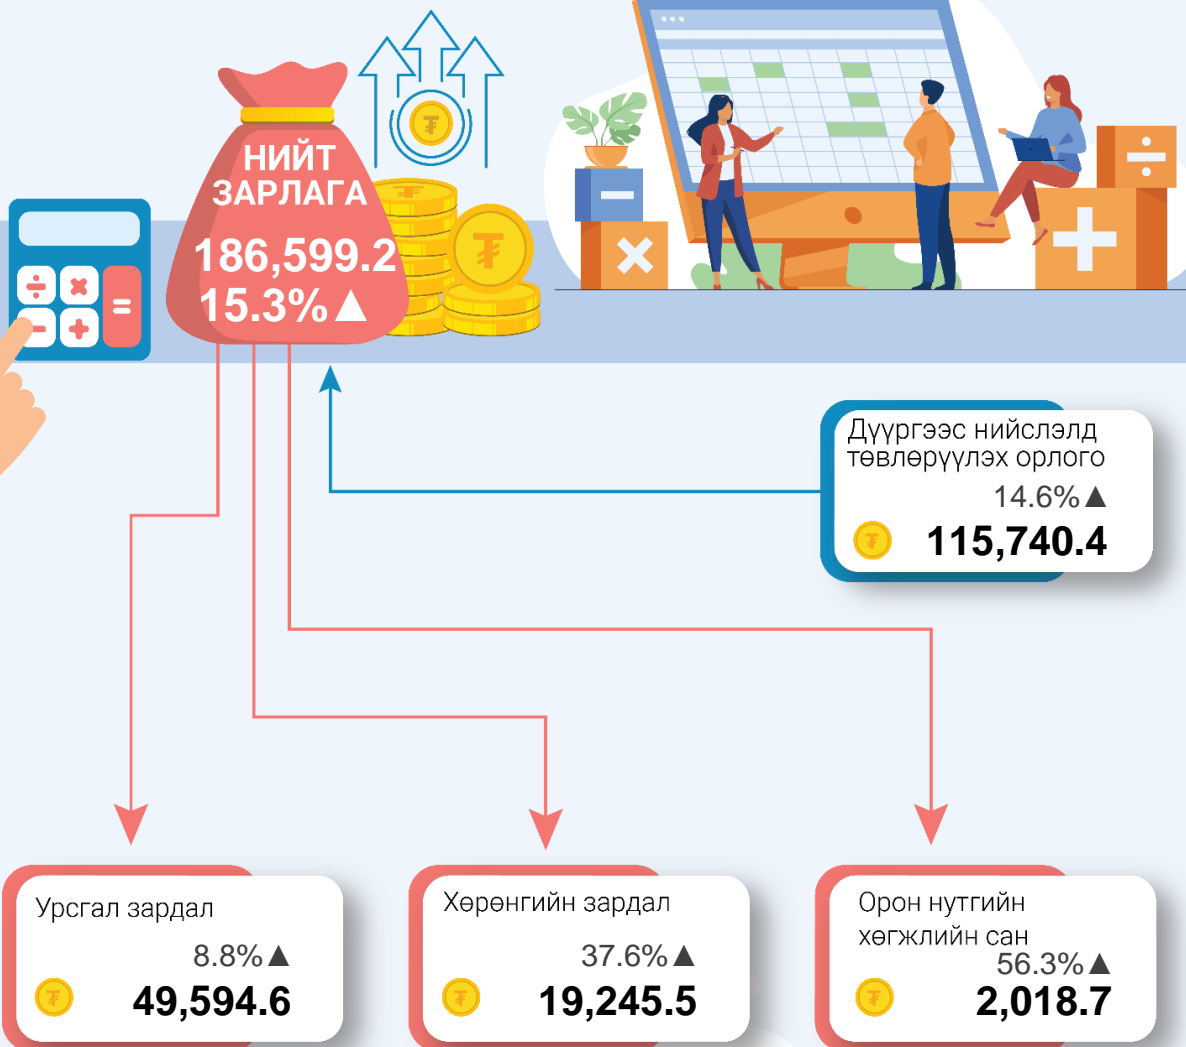 НИЙТ
ЗАРЛАГА
186,599.2
15.3%▲
Дүүргээс нийслэлд
төвлөрүүлэх орлого
14.6%▲
115,740.4
Урсгал зардал
8.8%▲
49,594.6
Хөрөнгийн зардал
37.6%▲
19,245.5
Орон нутгийн
хөгжлийн сан
56.3%▲
2,018.7